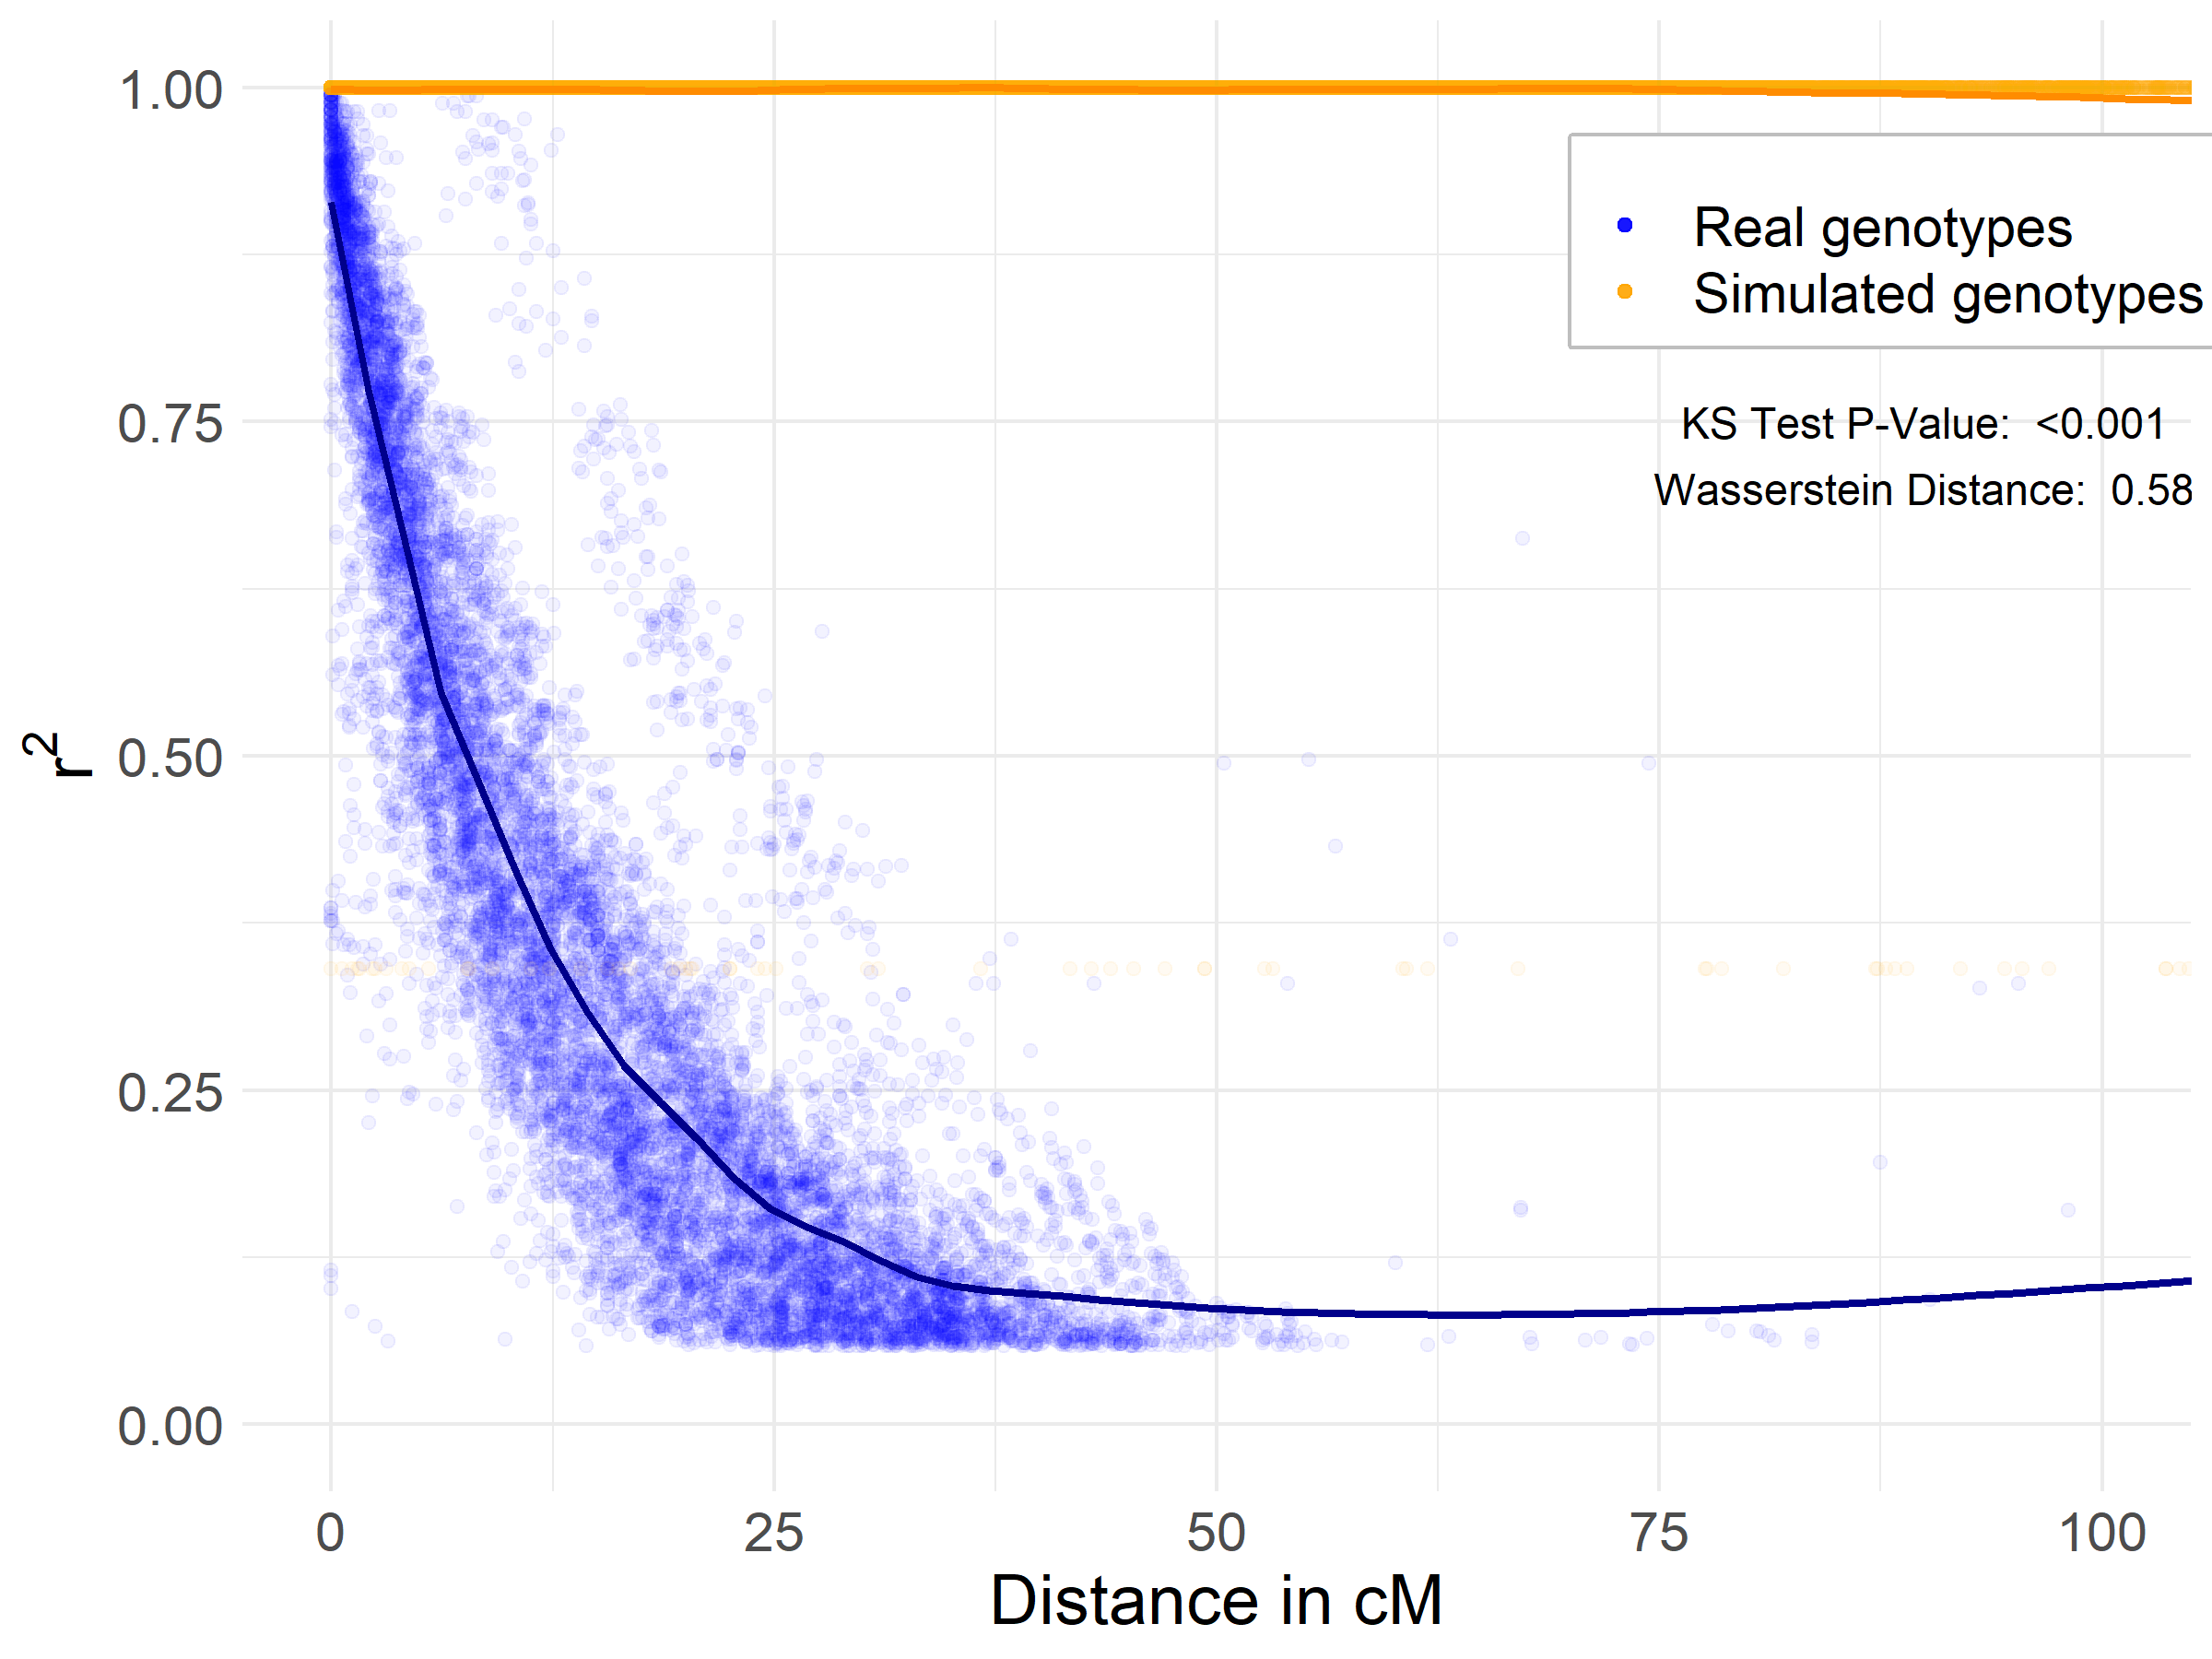 1.00
0.75
0.50
0.25
0.00
r²
Real genotypes
Simulated genotypes
KS Test P-Value: <0.001
Wasserstein Distance: 0.58
0 25 50 75 100
Distance in cM